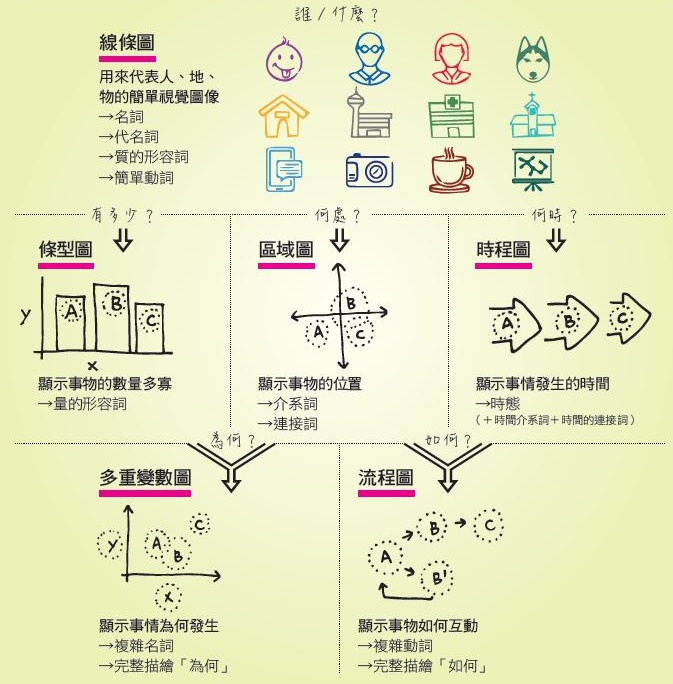 誰/什麼?
線條圖
用來代表人、地、
物的簡單視覺圖像
→名詞
→代名詞
→質的形容詞
→簡單動詞
有多少?
何處?
何時?
條型圖
Y
A
B
C
X
顯示事物的數量多寡
→量的形容詞
區域圖
B
A
C
顯示事物的位置
→介系詞
→連接詞
時程圖
A
B
C
顯示事情發生的時間
→時態
(+時間介系詞+時間的連接詞)
為何?
如何?
多重變數圖
Y
A
B
C
X
顯示事情為何發生
→複雜名詞
→完整描繪「為何」
流程圖
A
B
C
B'
顯示事物如何互動
→複雜動詞
→完整描繪「如何」